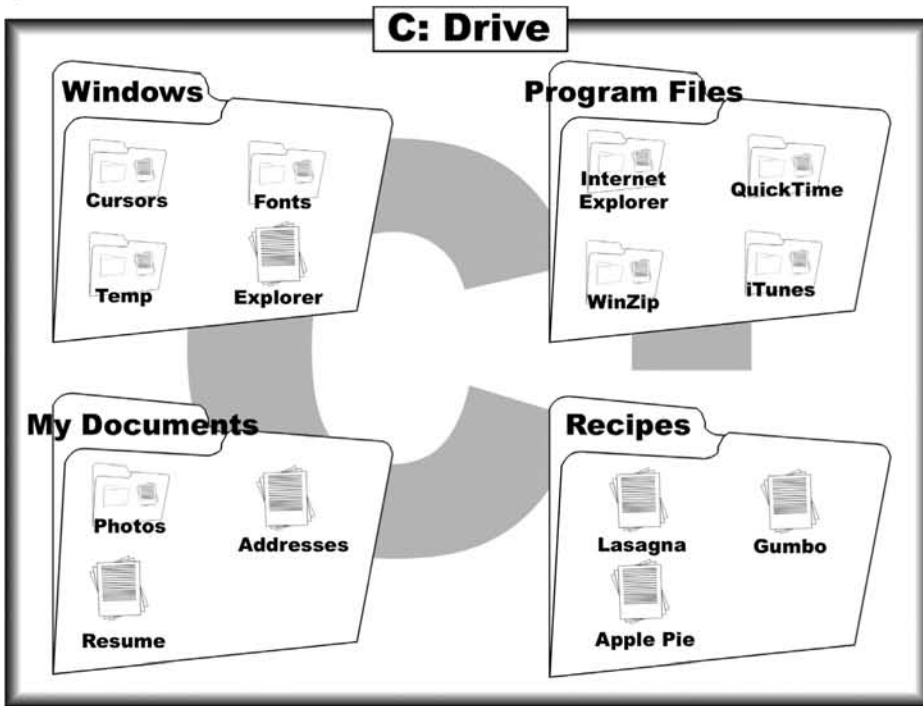 C: Drive
Windows
Cursors
Fonts
Temp
Explorer
Program Files
Internet
Explorer
QuickTime
WinZip
iTunes
My Documents
Photos
Addresses
Resume
Recipes
Lasagna
Gumbo
Apple Pie